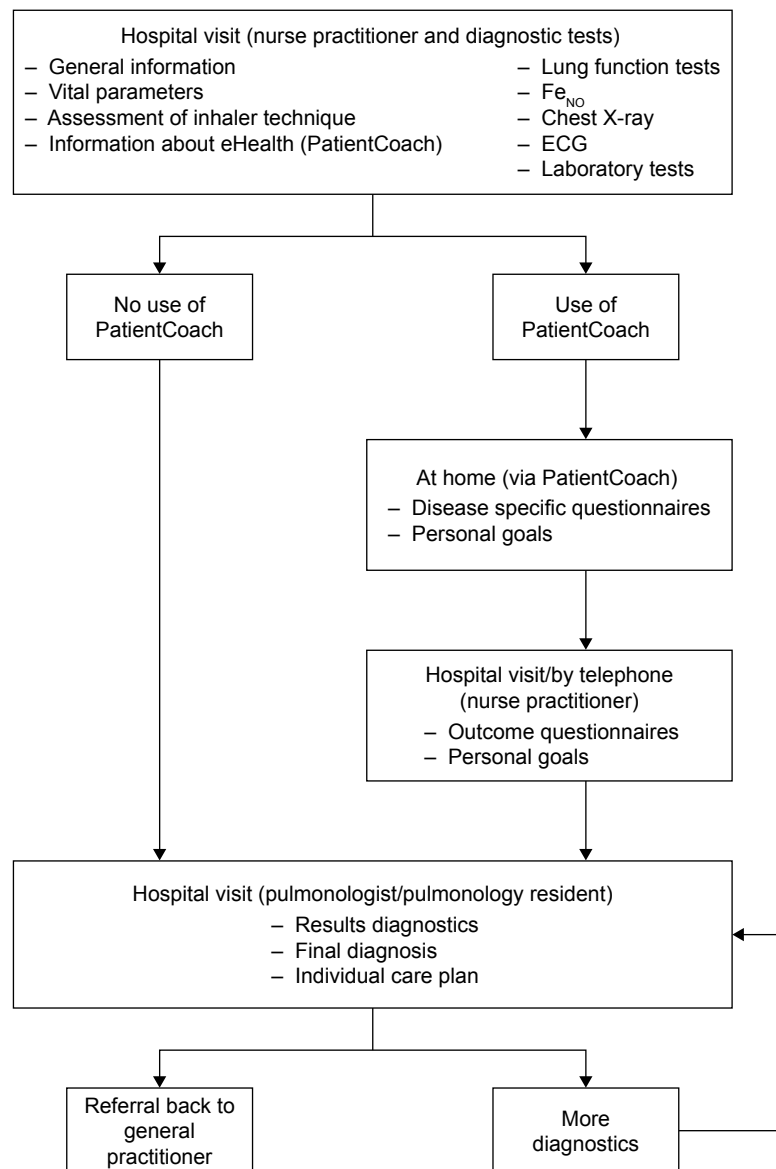 Hospital visit (nurse practitioner and diagnostic tests)
– General information
– Vital parameters
– Assessment of inhaler technique
– Information about eHealth (PatientCoach)
– Lung function tests
– FeNO
– Chest X-ray
– ECG
– Laboratory tests
No use of
PatientCoach
Use of
PatientCoach
At home (via PatientCoach)
– Disease specific questionnaires
– Personal goals
Hospital visit/by telephone
(nurse practitioner)
– Outcome questionnaires
– Personal goals
Hospital visit (pulmonologist/pulmonology resident)
– Results diagnostics
– Final diagnosis
– Individual care plan
Referral back to
general
practitioner
More
diagnostics